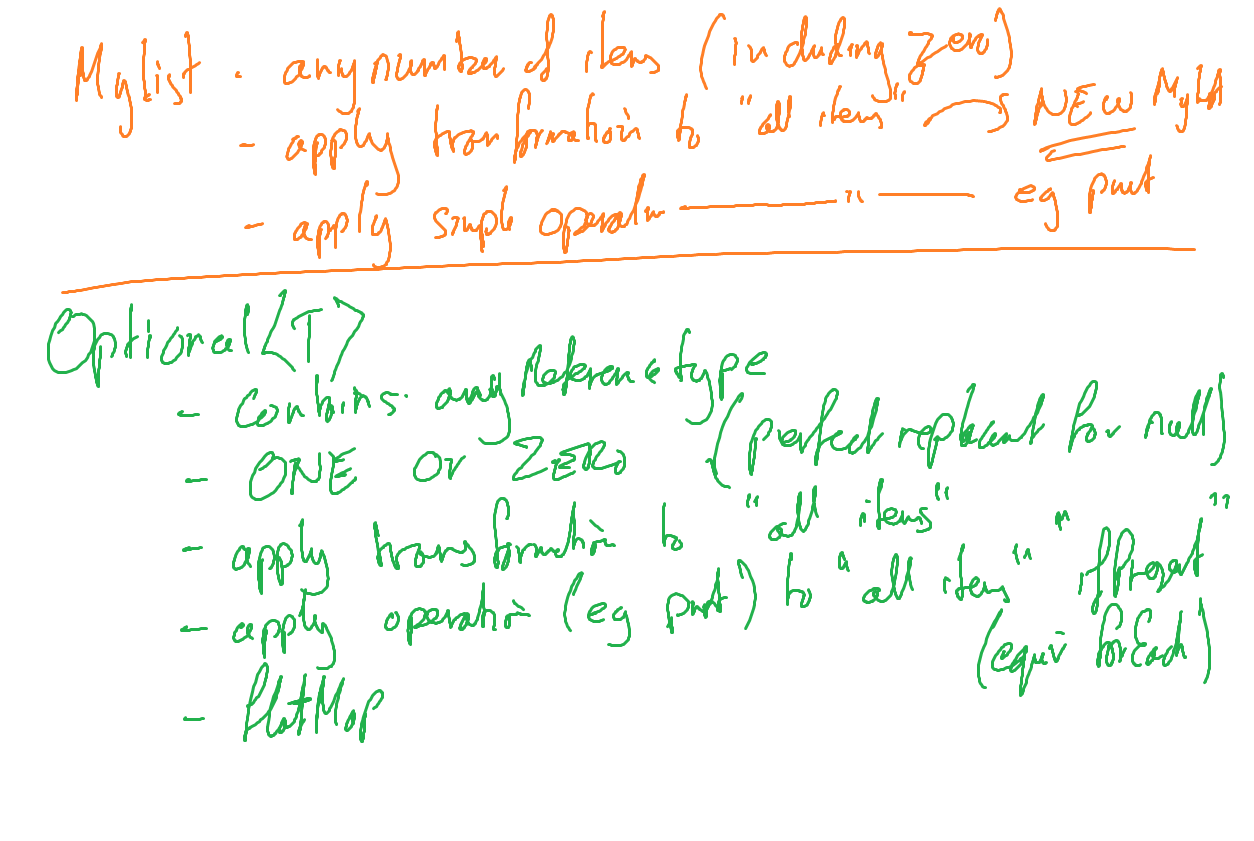 Mylist - any number of items (including zero)
- apply transformation to "all items" → NEW MyLst
- apply simple operation ——— " ——— eg print
Optional<T>
- contains any Reference type
- ONE or ZERO (perfect replacement for null)
- apply transformation to "all items"
- apply operation (eg print) to "all items" "ifPresent"
(equiv forEach)
- flatMap